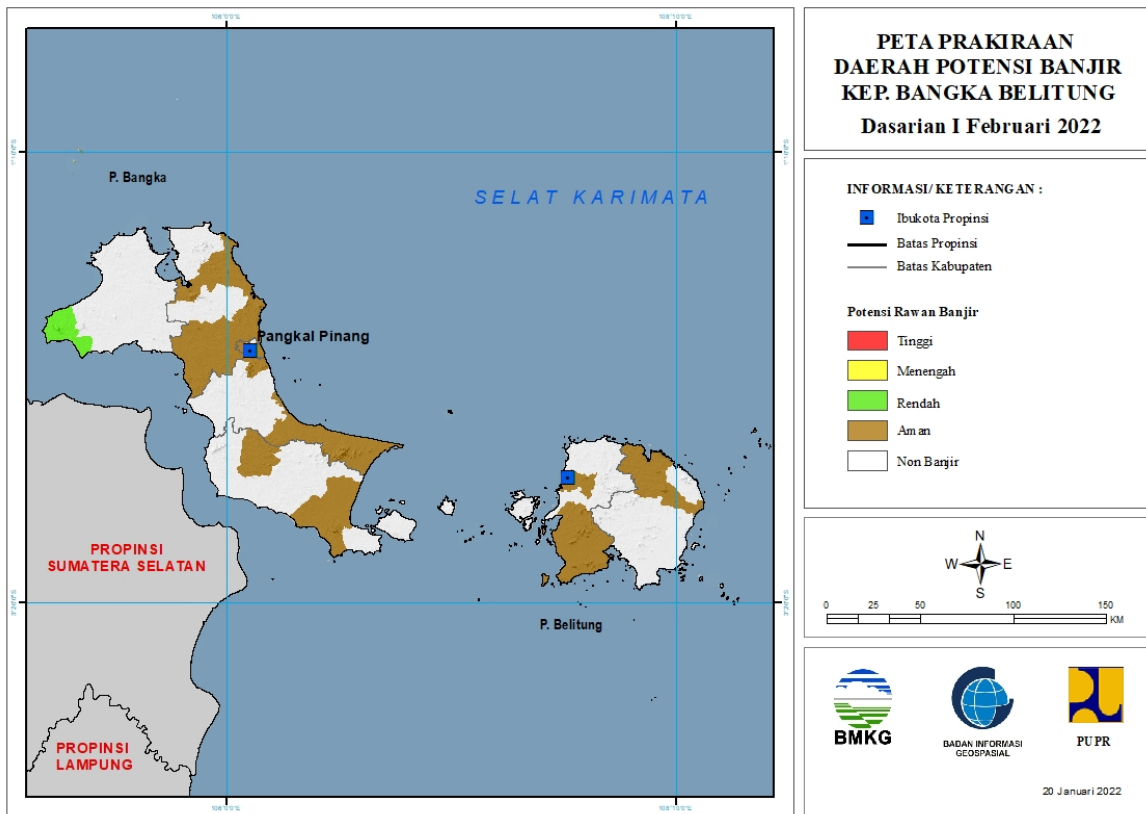 PETA PRAKIRAAN
DAERAH POTENSI BANJIR
KEP. BANGKA BELITUNG
Dasarian I Februari 2022
P. Bangka
SELAT KARIMATA
Pangkal Pinang
PROPINSI
SUMATERA SELATAN
P. Belitung
PROPINSI
LAMPUNG
INFORMASI/ KETERANGAN :
Ibukota Propinsi
Batas Propinsi
Batas Kabupaten
Potensi Rawan Banjir
Tinggi
Menengah
Rendah
Aman
Non Banjir
N
W E
S
0 25 50 100 150
KM
BMKG
BADAN INFORMASI
GEOSPASIAL
PUPR
20 Januari 2022